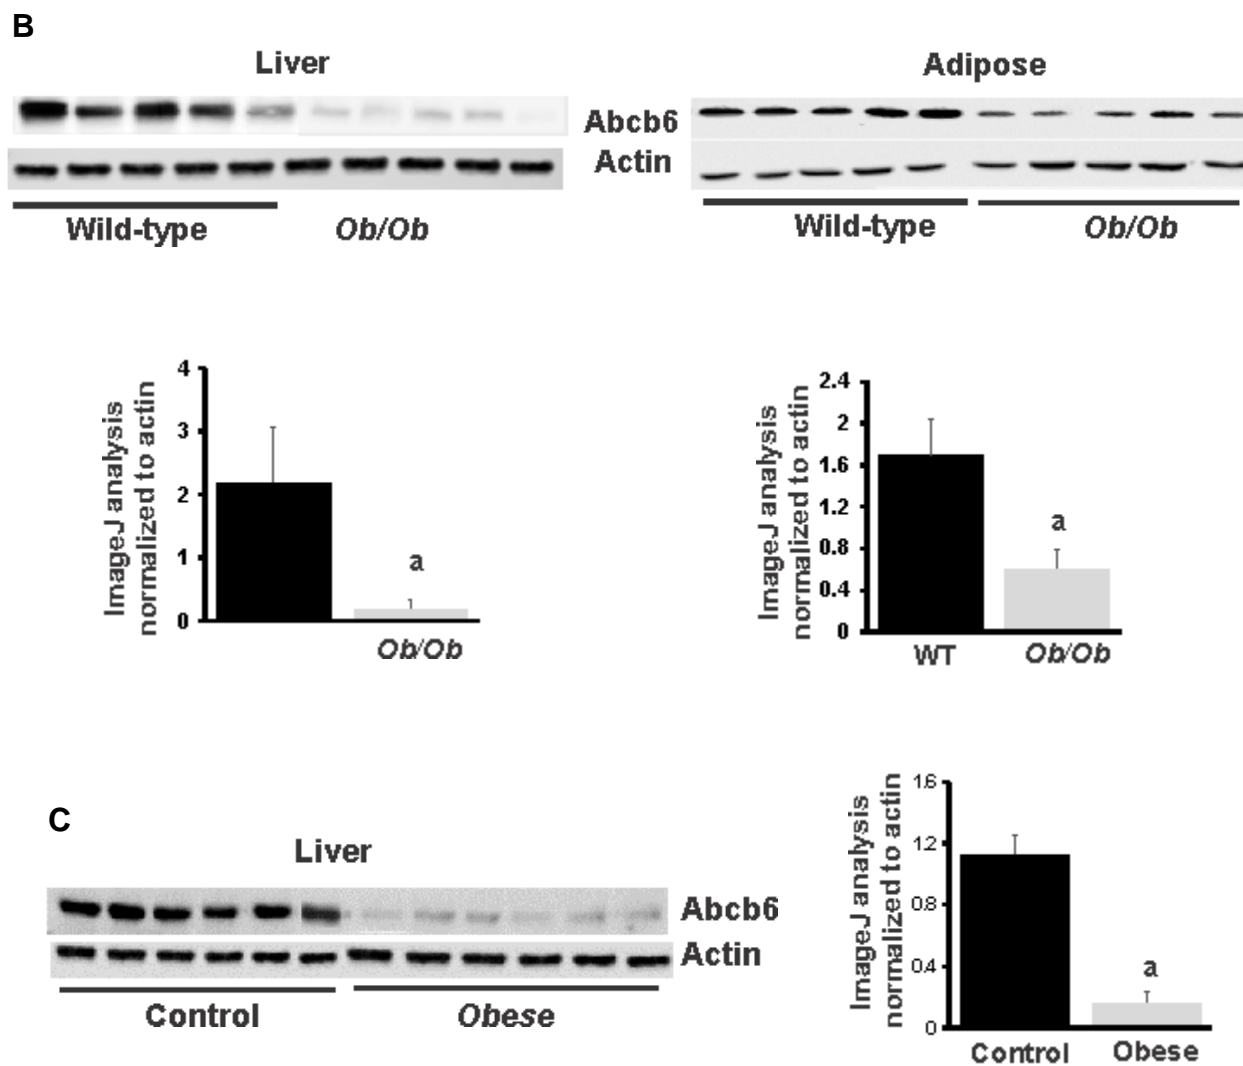 B
Liver
Adipose
Abcb6
Actin
Wild-type
Ob/Ob
Wild-type
Ob/Ob
ImageJ analysis
normalized to actin
4
3
2
1
0
a
Ob/Ob
ImageJ analysis
normalized to actin
2.4
2
1.6
1.2
0.8
0.4
0
a
WT
Ob/Ob
C
Liver
Abcb6
Actin
Control
Obese
ImageJ analysis
normalized to actin
1.6
1.2
0.8
0.4
0
a
Control
Obese